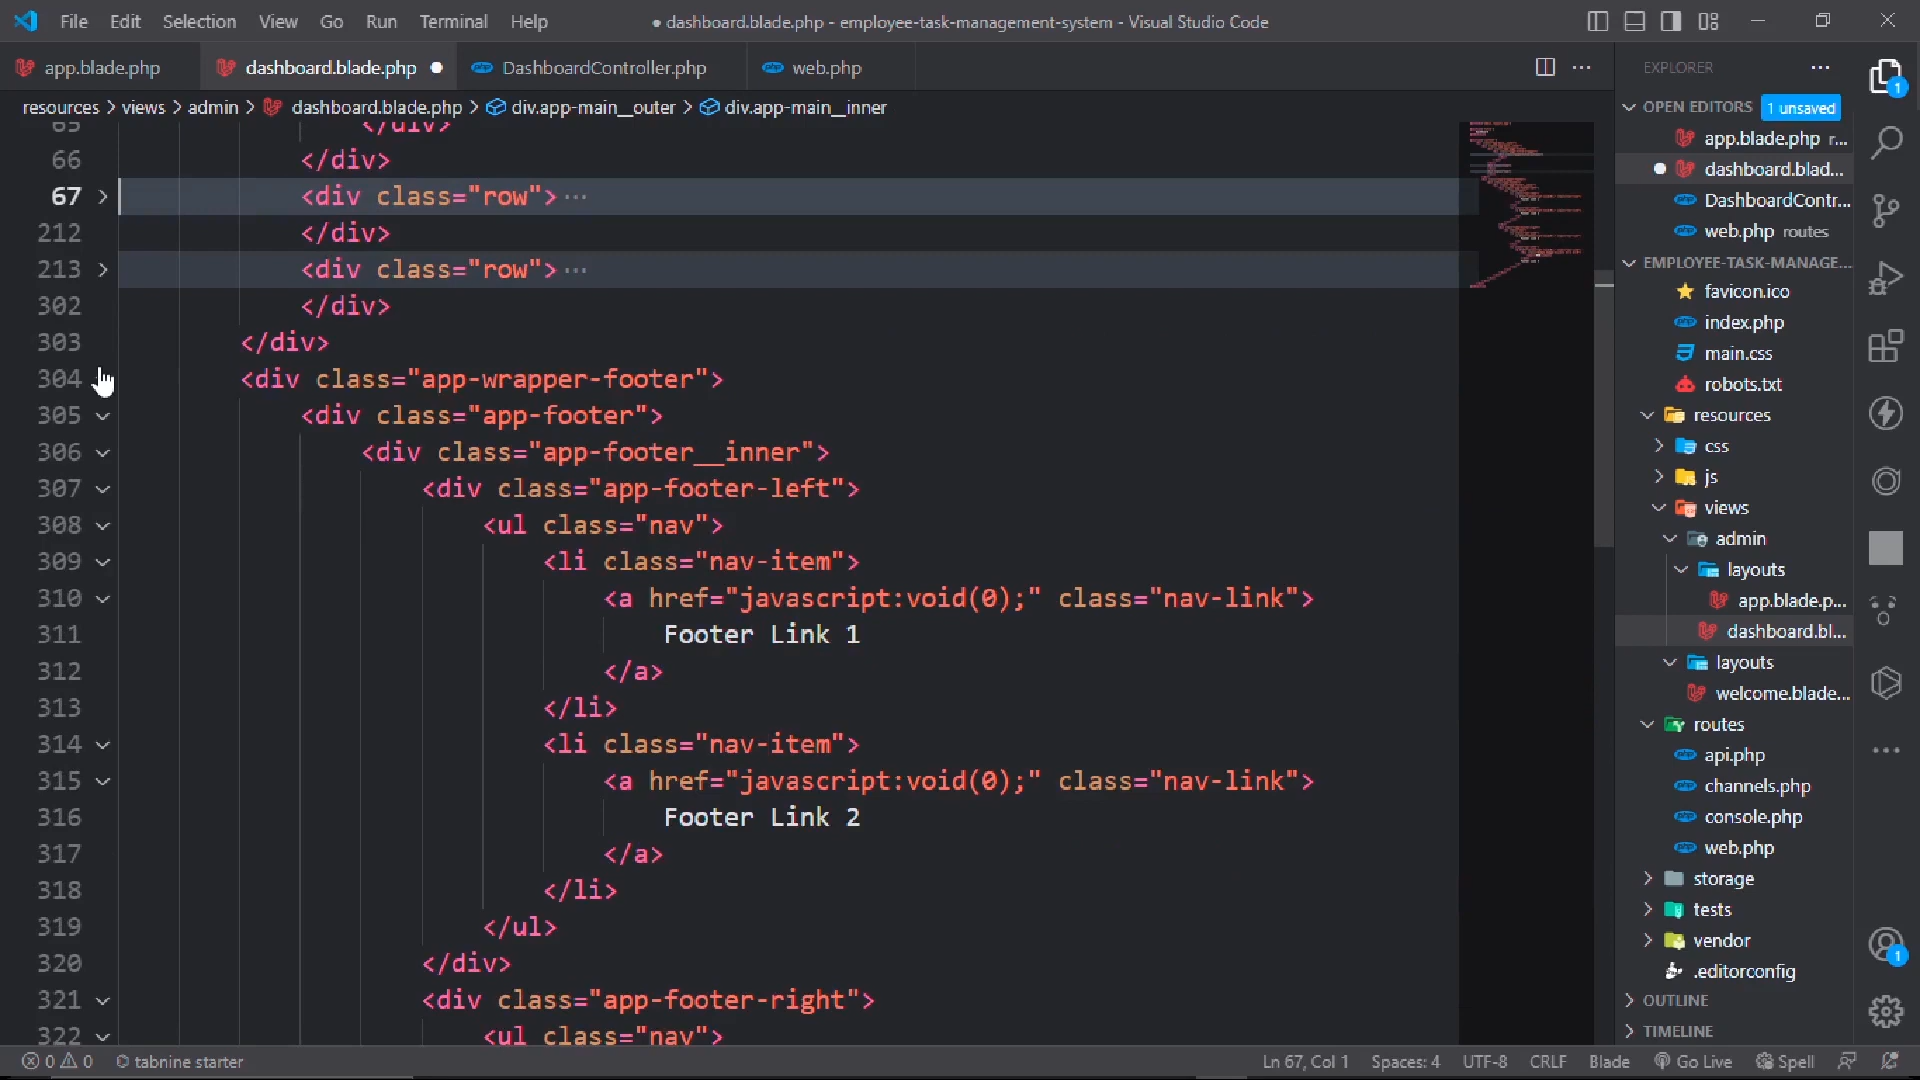 File Edit Selection View Go Run Terminal Help
● dashboard.blade.php - employee-task-management-system - Visual Studio Code
app.blade.php
dashboard.blade.php ●
DashboardController.php
web.php
resources > views > admin > dashboard.blade.php > div.app-main__outer > div.app-main__inner
65 </div>
66 </div>
67 <div class="row"> ...
212 </div>
213 <div class="row"> ...
302 </div>
303 </div>
304 <div class="app-wrapper-footer">
305 <div class="app-footer">
306 <div class="app-footer__inner">
307 <div class="app-footer-left">
308 <ul class="nav">
309 <li class="nav-item">
310 <a href="javascript:void(0);" class="nav-link">
311 Footer Link 1
312 </a>
313 </li>
314 <li class="nav-item">
315 <a href="javascript:void(0);" class="nav-link">
316 Footer Link 2
317 </a>
318 </li>
319 </ul>
320 </div>
321 <div class="app-footer-right">
322 <ul class="nav">
EXPLORER ...
OPEN EDITORS 1 unsaved
app.blade.php r...
● dashboard.blad...
DashboardContr...
web.php routes
EMPLOYEE-TASK-MANAGE...
favicon.ico
index.php
main.css
robots.txt
resources
css
js
views
admin
layouts
app.blade.p...
dashboard.bl...
layouts
welcome.blade...
routes
api.php
channels.php
console.php
web.php
storage
tests
vendor
.editorconfig
OUTLINE
TIMELINE
1
1
0 0 tabnine starter
Ln 67, Col 1 Spaces: 4 UTF-8 CRLF Blade Go Live Spell